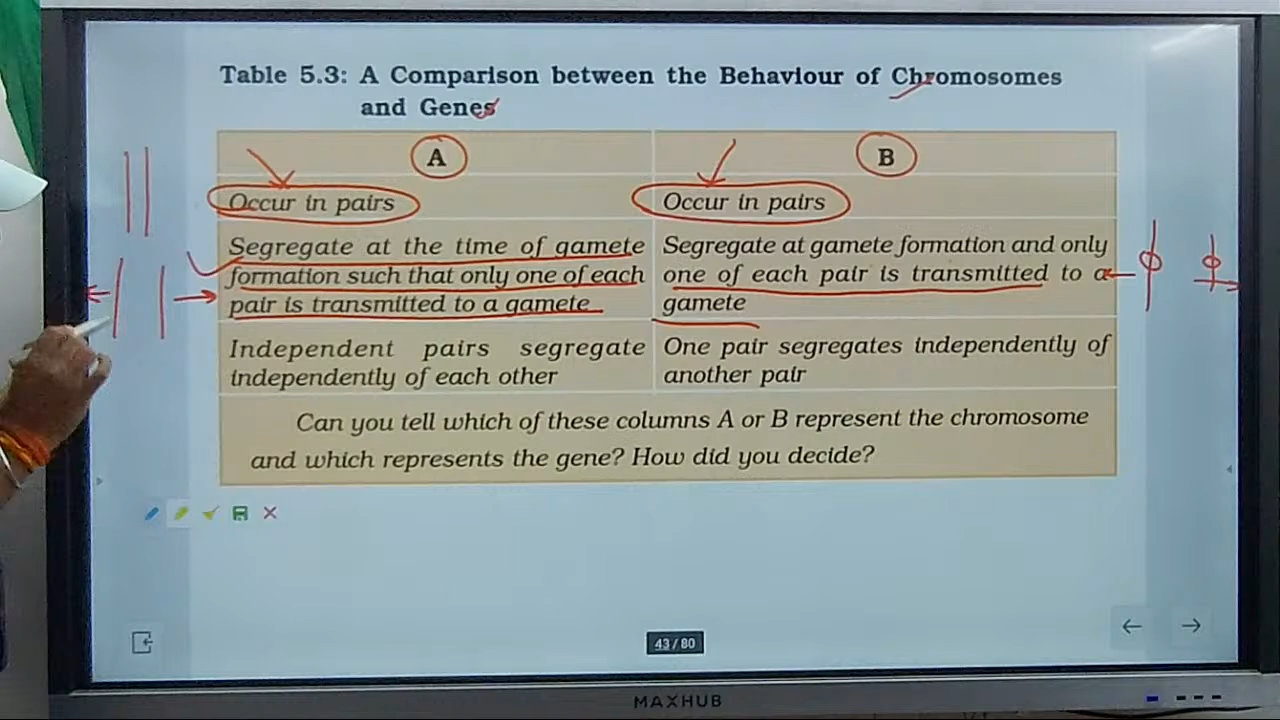 Table 5.3: A Comparison between the Behaviour of Chromosomes
and Genes
A
B
Occur in pairs
Occur in pairs
Segregate at the time of gamete
formation such that only one of each
pair is transmitted to a gamete
Segregate at gamete formation and only
one of each pair is transmitted to a
gamete
Independent pairs segregate
independently of each other
One pair segregates independently of
another pair
Can you tell which of these columns A or B represent the chromosome
and which represents the gene? How did you decide?
43 / 80
MAXHUB